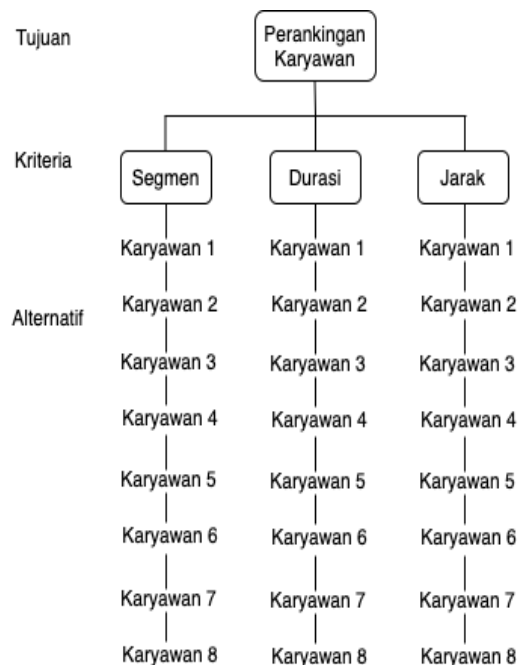 Tujuan
Perankingan
Karyawan
Kriteria
Segmen
Durasi
Jarak
Alternatif
Karyawan 1
Karyawan 1
Karyawan 1
Karyawan 2
Karyawan 2
Karyawan 2
Karyawan 3
Karyawan 3
Karyawan 3
Karyawan 4
Karyawan 4
Karyawan 4
Karyawan 5
Karyawan 5
Karyawan 5
Karyawan 6
Karyawan 6
Karyawan 6
Karyawan 7
Karyawan 7
Karyawan 7
Karyawan 8
Karyawan 8
Karyawan 8